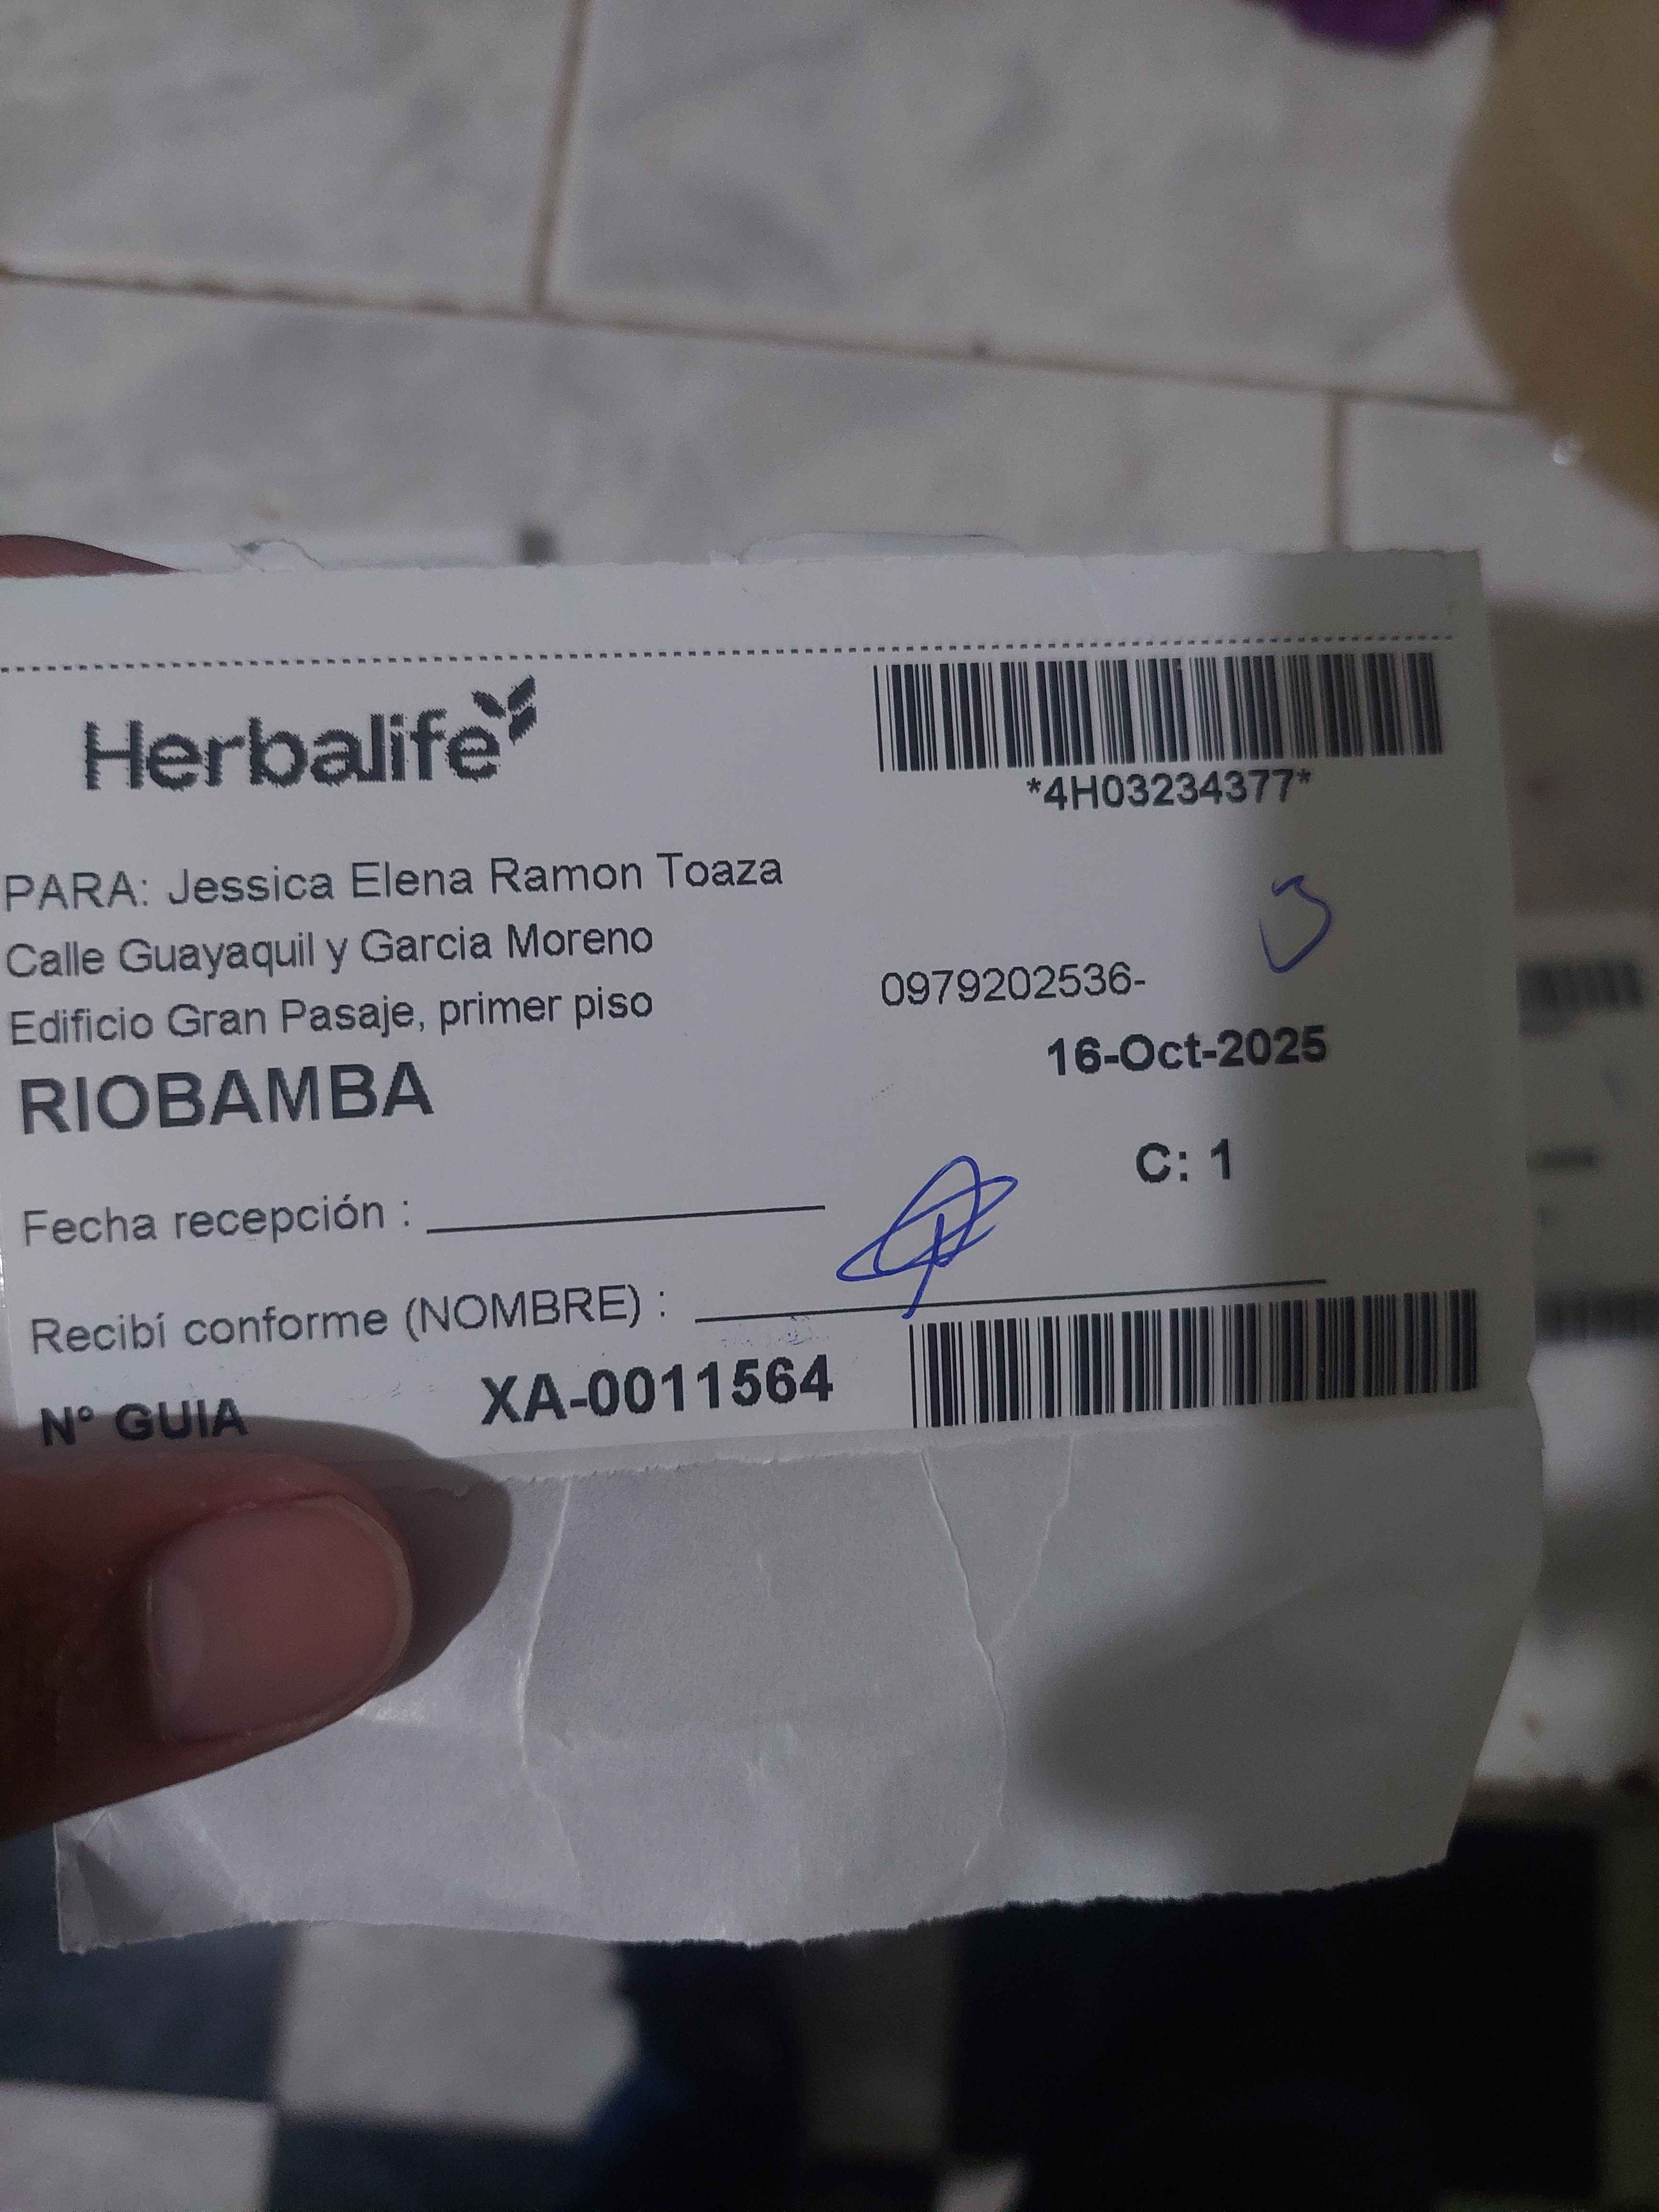 Herbalife
*4H03234377*
PARA: Jessica Elena Ramon Toaza
Calle Guayaquil y Garcia Moreno
Edificio Gran Pasaje, primer piso
0979202536-
RIOBAMBA
16-Oct-2025
C: 1
Fecha recepción :
Recibí conforme (NOMBRE) :
N° GUIA XA-0011564